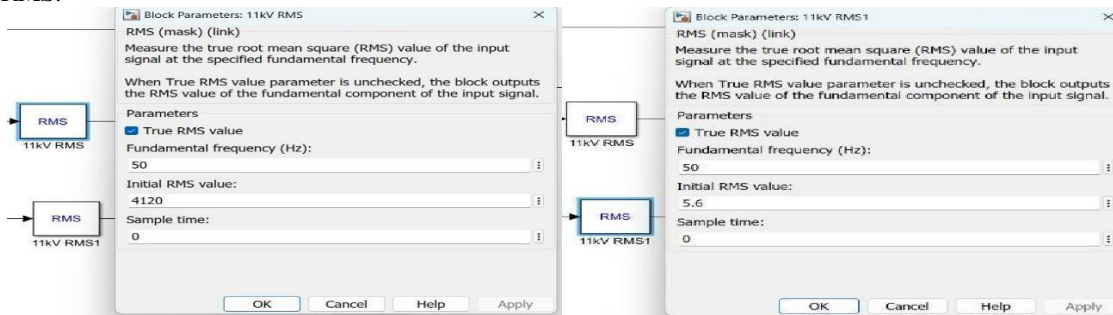 RMS:
Block Parameters: 11kV RMS
RMS (mask) (link)
Measure the true root mean square (RMS) value of the input
signal at the specified fundamental frequency.
When True RMS value parameter is unchecked, the block outputs
the RMS value of the fundamental component of the input signal.
Parameters
True RMS value
Fundamental frequency (Hz):
50
Initial RMS value:
4120
Sample time:
0
OK Cancel Help Apply
RMS
11kV RMS
RMS
11kV RMS1
Block Parameters: 11kV RMS1
RMS (mask) (link)
Measure the true root mean square (RMS) value of the input
signal at the specified fundamental frequency.
When True RMS value parameter is unchecked, the block outputs
the RMS value of the fundamental component of the input signal.
Parameters
True RMS value
Fundamental frequency (Hz):
50
Initial RMS value:
5.6
Sample time:
0
OK Cancel Help Apply
RMS
11kV RMS
RMS
11kV RMS1